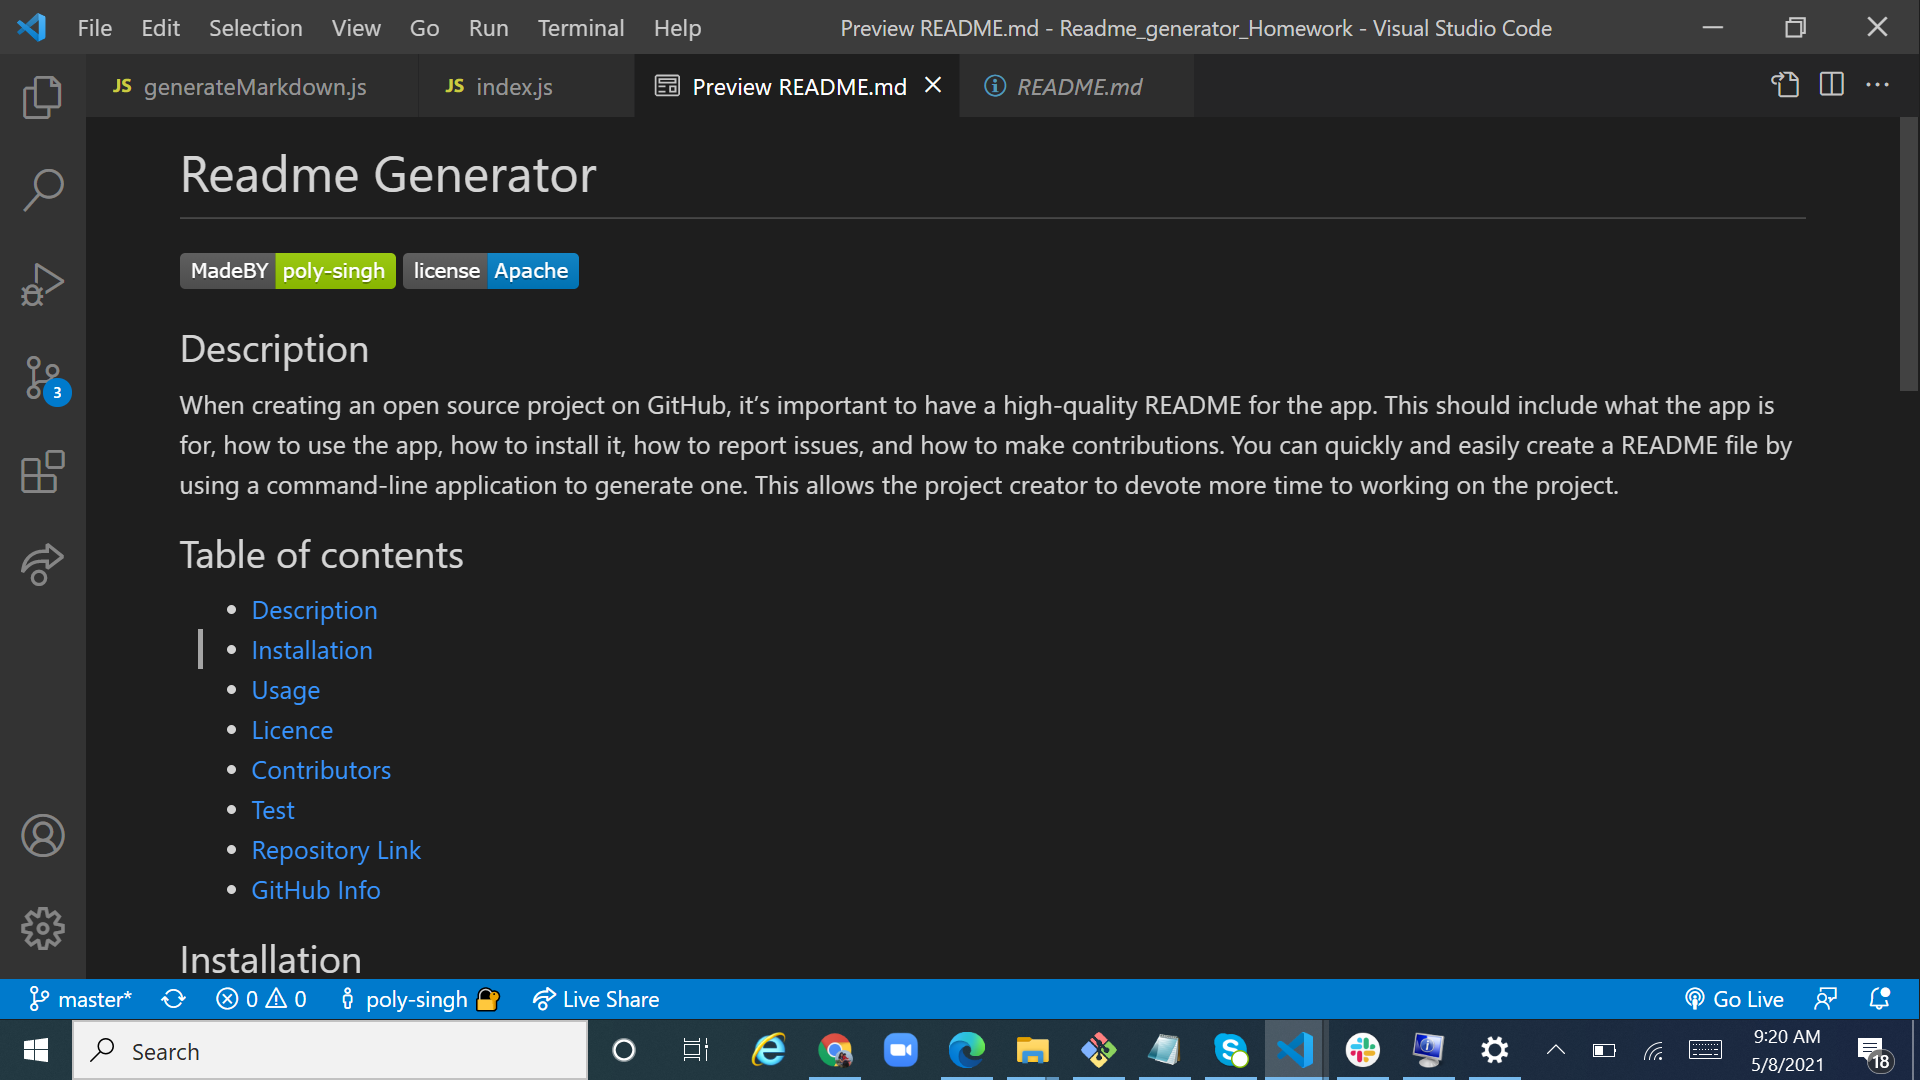 File Edit Selection View Go Run Terminal Help Preview README.md - Readme_generator_Homework - Visual Studio Code
JS generateMarkdown.js JS index.js Preview README.md README.md
Readme Generator
MadeBY poly-singh license Apache
Description
When creating an open source project on GitHub, it’s important to have a high-quality README for the app. This should include what the app is
for, how to use the app, how to install it, how to report issues, and how to make contributions. You can quickly and easily create a README file by
using a command-line application to generate one. This allows the project creator to devote more time to working on the project.
Table of contents
• Description
• Installation
• Usage
• Licence
• Contributors
• Test
• Repository Link
• GitHub Info
3
Installation
master* 0 0 poly-singh Live Share Go Live
Search 9:20 AM
5/8/2021 18